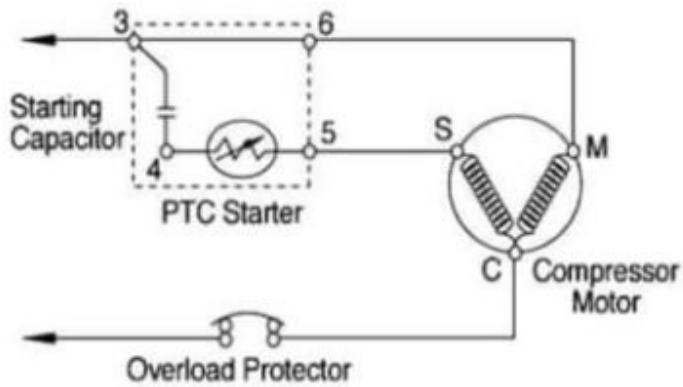 3
6
Starting
Capacitor
4
5
PTC Starter
S
M
C
Compressor
Motor
Overload Protector